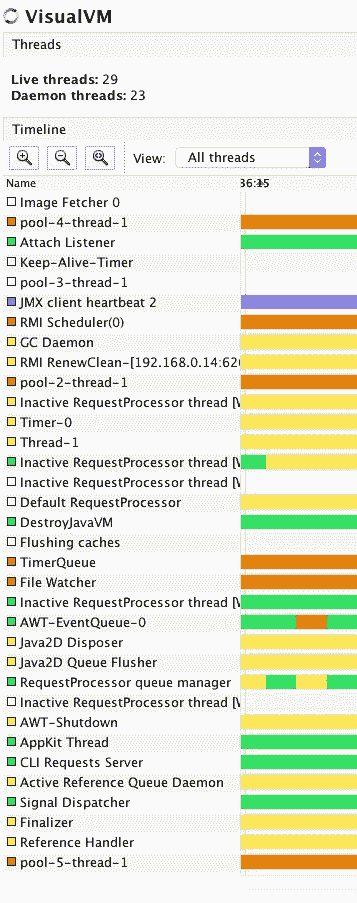 VisualVM
Threads
Live threads: 29
Daemon threads: 23
Timeline
View: All threads
Name
Image Fetcher 0
pool-4-thread-1
Attach Listener
Keep-Alive-Timer
pool-3-thread-1
JMX client heartbeat 2
RMI Scheduler(0)
GC Daemon
RMI RenewClean-[192.168.0.14:62
pool-2-thread-1
Inactive RequestProcessor thread [
Timer-0
Thread-1
Inactive RequestProcessor thread [
Inactive RequestProcessor thread [
Default RequestProcessor
DestroyJavaVM
Flushing caches
TimerQueue
File Watcher
Inactive RequestProcessor thread [
AWT-EventQueue-0
Java2D Disposer
Java2D Queue Flusher
RequestProcessor queue manager
Inactive RequestProcessor thread [
AWT-Shutdown
AppKit Thread
CLI Requests Server
Active Reference Queue Daemon
Signal Dispatcher
Finalizer
Reference Handler
pool-5-thread-1